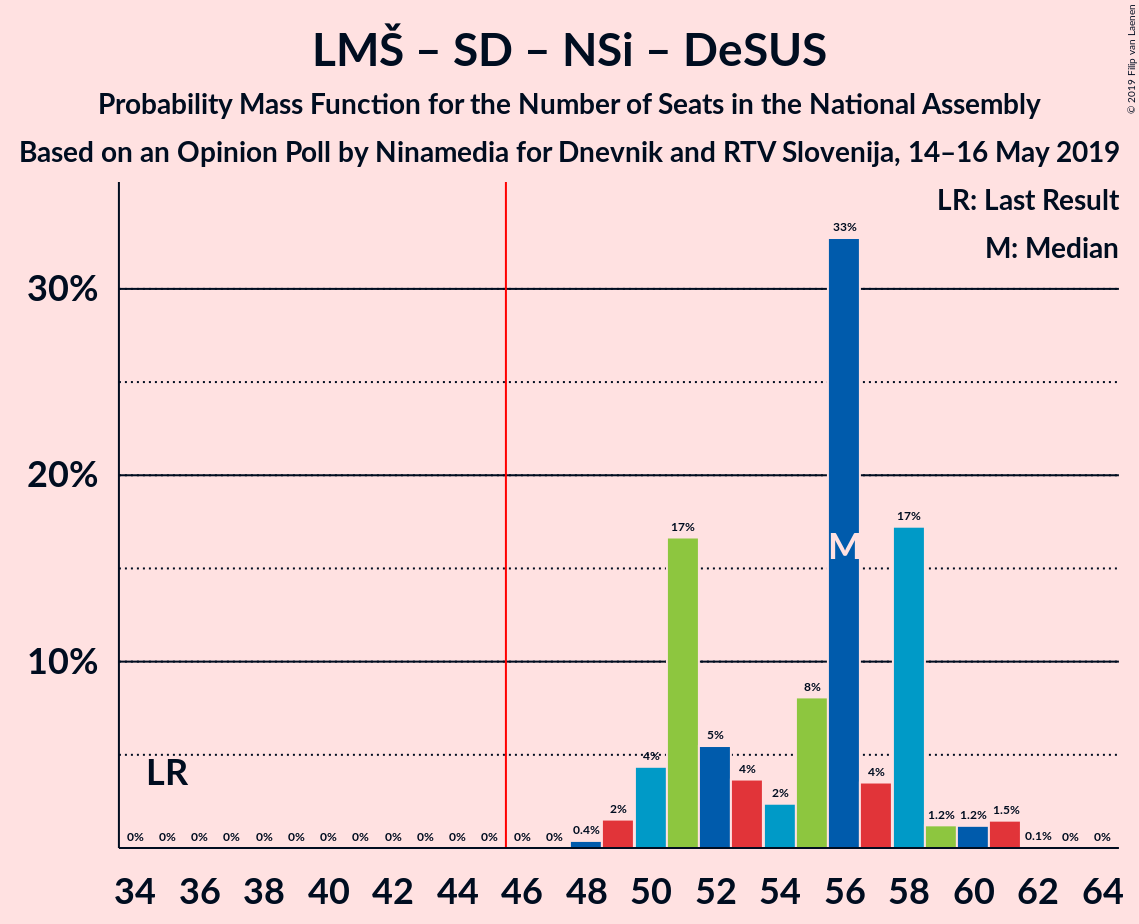 LMŠ – SD – NSi – DeSUS
Probability Mass Function for the Number of Seats in the National Assembly
Based on an Opinion Poll by Ninamedia for Dnevnik and RTV Slovenija, 14–16 May 2019
© 2019 Filip van Laenen
LR: Last Result
M: Median
30%
20%
10%
LR
M
0% 0% 0% 0% 0% 0% 0% 0% 0% 0% 0% 0% 0% 0% 0.4% 2% 4% 17% 5% 4% 2% 8% 33% 4% 17% 1.2% 1.2% 1.5% 0.1% 0% 0%
34 36 38 40 42 44 46 48 50 52 54 56 58 60 62 64